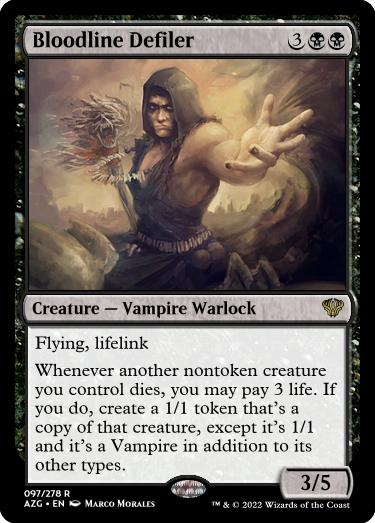 Bloodline Defiler 3
Creature — Vampire Warlock
Flying, lifelink
Whenever another nontoken creature
you control dies, you may pay 3 life. If
you do, create a 1/1 token that's a
copy of that creature, except it's 1/1
and it's a Vampire in addition to its
other types.
3/5
097/278 R
AZG • EN Marco Morales
™ & © 2022 Wizards of the Coast